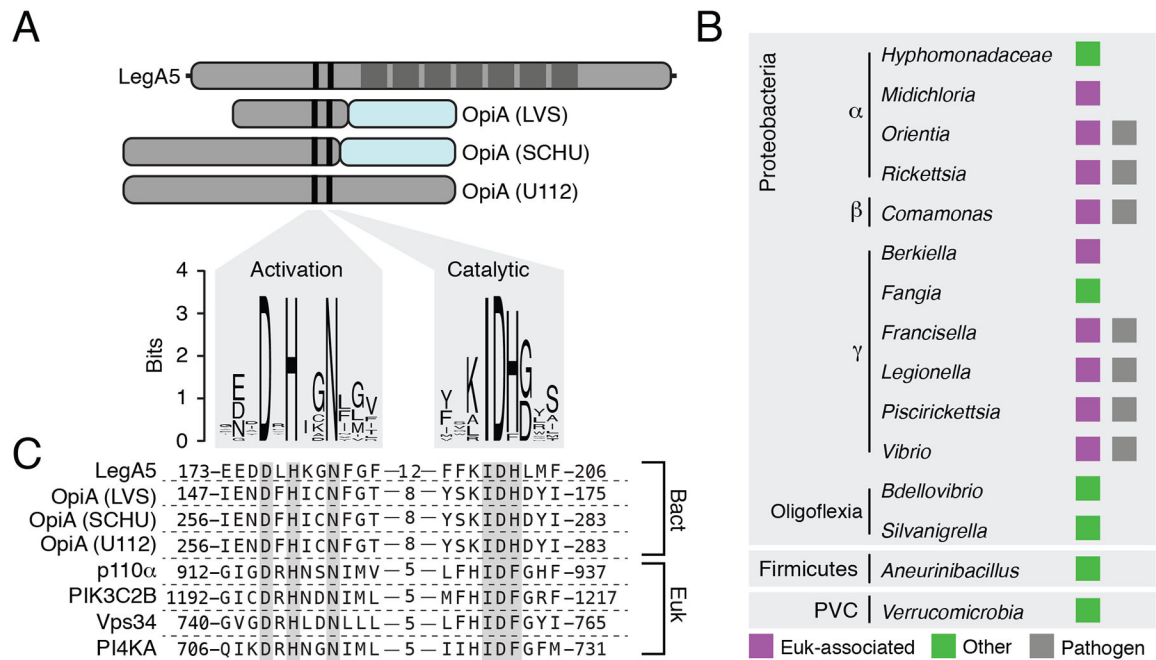 A
LegA5
OpiA (LVS)
OpiA (SCHU)
OpiA (U112)
Activation
Catalytic
4
3
2
1
0
Bits
C
LegA5 173–EEDDLHKGNFGF—12—FFKIDHLMF–206
OpiA (LVS) 147–IENDFHICNFGT—8—YSKIDHDYI–175
OpiA (SCHU) 256–IENDFHICNFGT—8—YSKIDHDYI–283
OpiA (U112) 256–IENDFHICNFGT—8—YSKIDHDYI–283
p110α 912–GIGDRHNSNIMV—5—LFHIDFGHF–937
PIK3C2B 1192–GICDRHNDNIML—5—MFHIDFGRF–1217
Vps34 740–GVGDRHLDNLLL—5—LFHIDFGYI–765
PI4KA 706–QIKDRHNGNIML—5—IIHIDFGFM–731
Bact
Euk
B
Proteobacteria
α
Hyphomonadaceae
Midichloria
Orientia
Rickettsia
β
Comamonas
γ
Berkiella
Fangia
Francisella
Legionella
Piscirickettsia
Vibrio
Oligoflexia
Bdellovibrio
Silvanigrella
Firmicutes Aneurinibacillus
PVC Verrucomicrobia
Euk-associated Other Pathogen